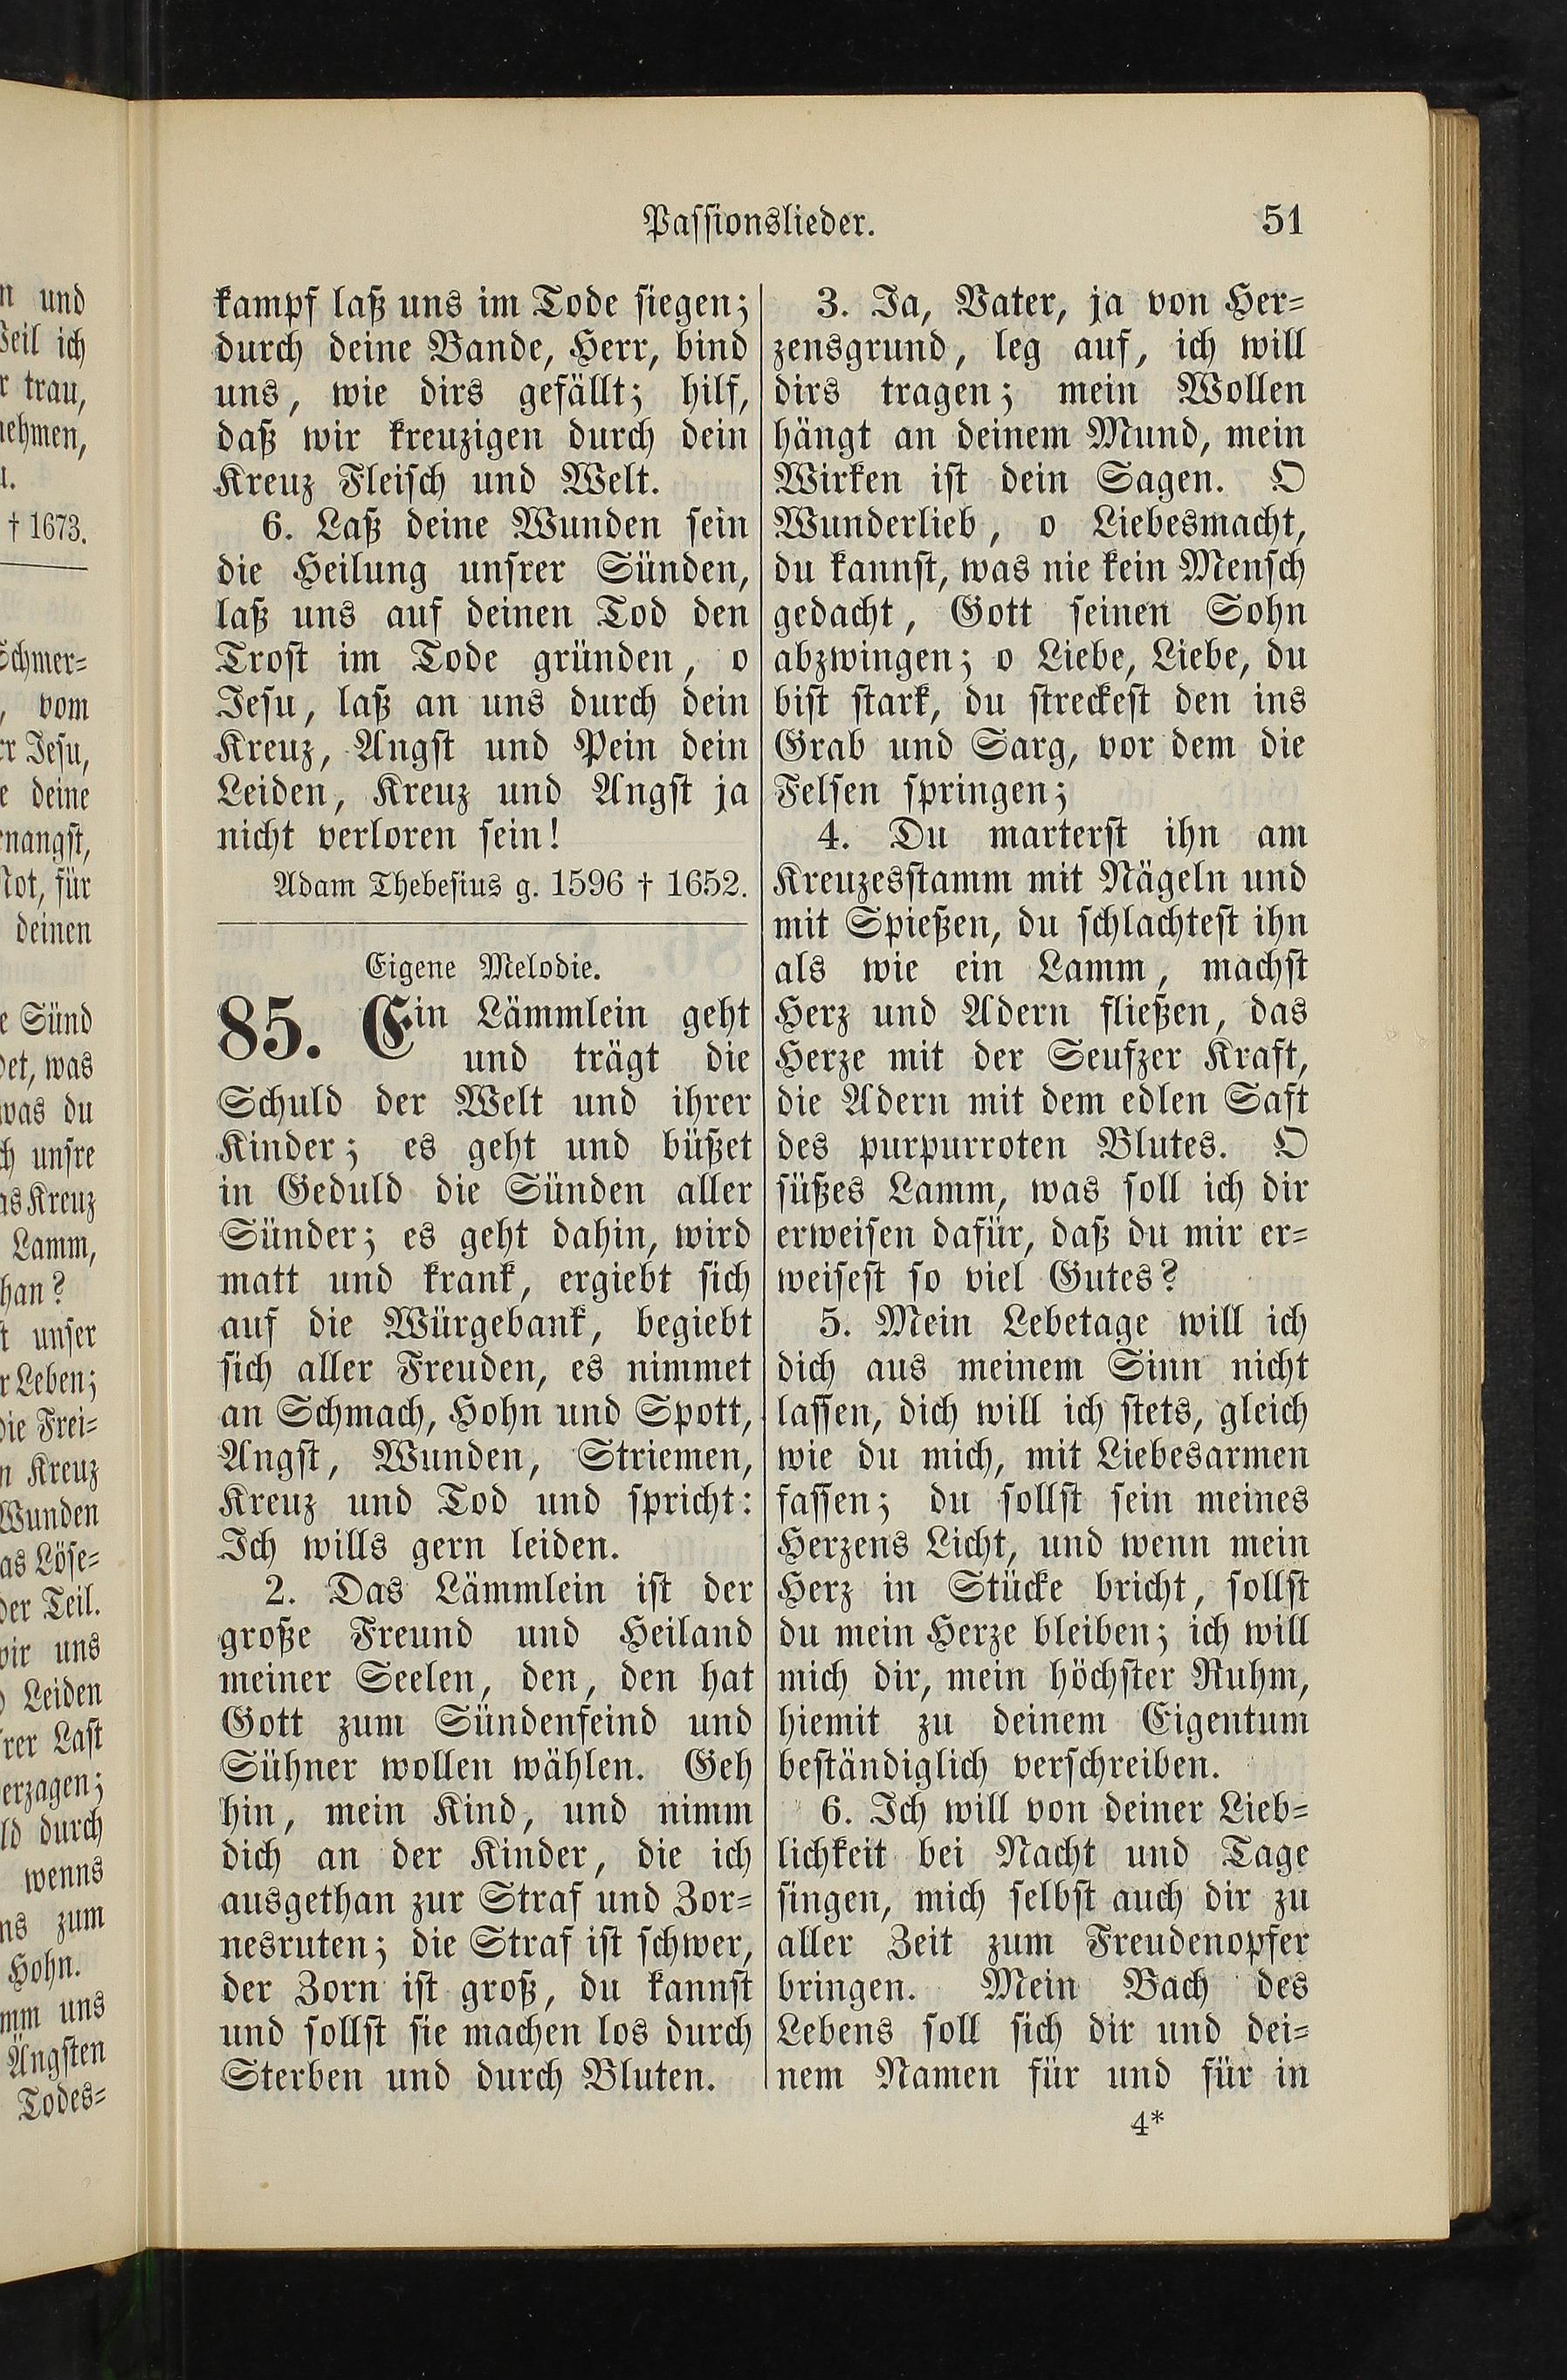 Passionslieder. 51
kampf laß uns im Tode siegen;
durch deine Bande, Herr, bind
uns, wie dirs gefällt; hilf,
daß wir kreuzigen durch dein
Kreuz Fleisch und Welt.
6. Laß deine Wunden sein
die Heilung unsrer Sünden,
laß uns auf deinen Tod den
Trost im Tode gründen, o
Jesu, laß an uns durch dein
Kreuz, Angst und Pein dein
Leiden, Kreuz und Angst ja
nicht verloren sein!
Adam Thebesius g. 1596 † 1652.
Eigene Melodie.
85. Ein Lämmlein geht
und trägt die
Schuld der Welt und ihrer
Kinder; es geht und büßet
in Geduld die Sünden aller
Sünder; es geht dahin, wird
matt und krank, ergiebt sich
auf die Würgebank, begiebt
sich aller Freuden, es nimmet
an Schmach, Hohn und Spott,
Angst, Wunden, Striemen,
Kreuz und Tod und spricht:
Ich wills gern leiden.
2. Das Lämmlein ist der
große Freund und Heiland
meiner Seelen, den, den hat
Gott zum Sündenfeind und
Sühner wollen wählen. Geh
hin, mein Kind, und nimm
dich an der Kinder, die ich
ausgethan zur Straf und Zor-
nesruten; die Straf ist schwer,
der Zorn ist groß, du kannst
und sollst sie machen los durch
Sterben und durch Bluten.
3. Ja, Vater, ja von Her-
zensgrund, leg auf, ich will
dirs tragen; mein Wollen
hängt an deinem Mund, mein
Wirken ist dein Sagen. O
Wunderlieb, o Liebesmacht,
du kannst, was nie kein Mensch
gedacht, Gott seinen Sohn
abzwingen; o Liebe, Liebe, du
bist stark, du streckest den ins
Grab und Sarg, vor dem die
Felsen springen;
4. Du marterst ihn am
Kreuzesstamm mit Nägeln und
mit Spießen, du schlachtest ihn
als wie ein Lamm, machst
Herz und Adern fließen, das
Herze mit der Seufzer Kraft,
die Adern mit dem edlen Saft
des purpurroten Blutes. O
süßes Lamm, was soll ich dir
erweisen dafür, daß du mir er-
weisest so viel Gutes?
5. Mein Lebetage will ich
dich aus meinem Sinn nicht
lassen, dich will ich stets, gleich
wie du mich, mit Liebesarmen
fassen; du sollst sein meines
Herzens Licht, und wenn mein
Herz in Stücke bricht, sollst
du mein Herze bleiben; ich will
mich dir, mein höchster Ruhm,
hiemit zu deinem Eigentum
beständiglich verschreiben.
6. Ich will von deiner Lieb-
lichkeit bei Nacht und Tage
singen, mich selbst auch dir zu
aller Zeit zum Freudenopfer
bringen. Mein Bach des
Lebens soll sich dir und dei-
nem Namen für und für in
4*